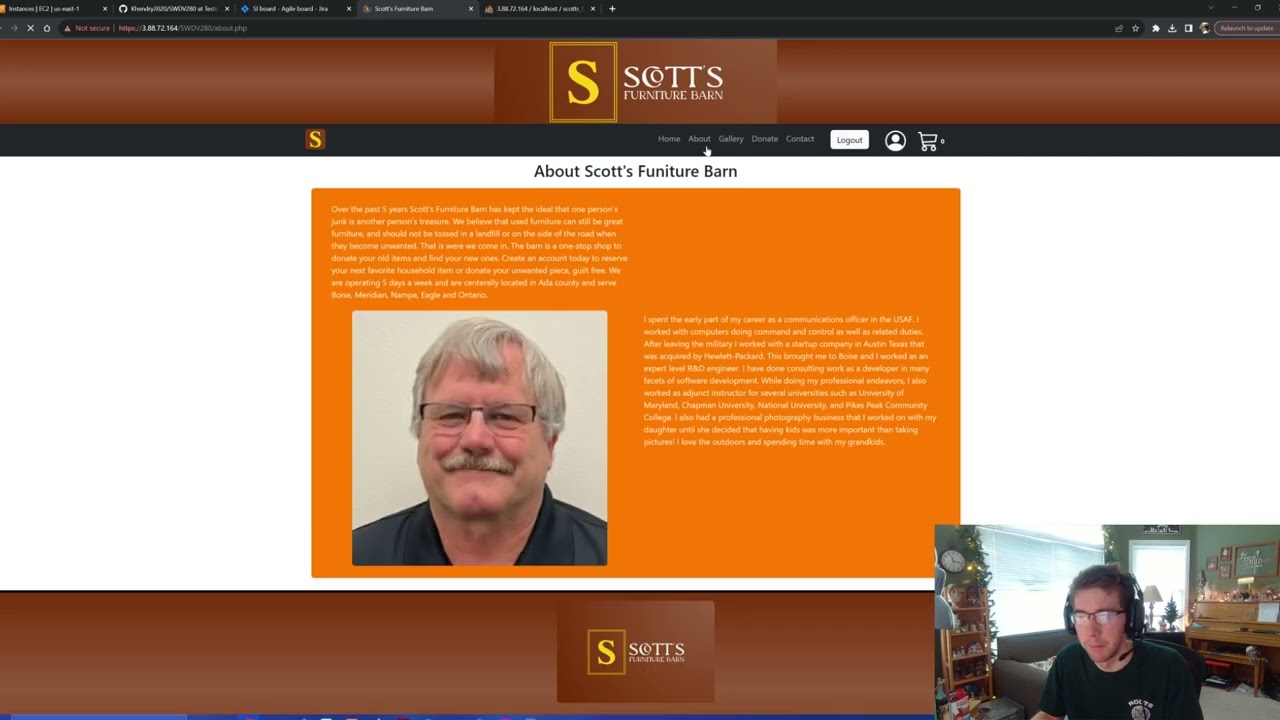 Instances | EC2 | us-east-1
Khendry2020/SWDV280 at Testi
SI board - Agile board - Jira
Scott's Furniture Barn
3.88.72.164 / localhost / scotts_
Not secure | https://3.88.72.164/SWDV280/about.php
Relaunch to update
S SCOTT'S
FURNITURE BARN
S
Home About Gallery Donate Contact Logout 0
About Scott's Funiture Barn
Over the past 5 years Scott's Furniture Barn has kept the ideal that one person's
junk is another person's treasure. We believe that used furniture can still be great
furniture, and should not be tossed in a landfill or on the side of the road when
they become unwanted. That is were we come in. The barn is a one-stop shop to
donate your old items and find your new ones. Create an account today to reserve
your next favorite household item or donate your unwanted piece, guilt free. We
are operating 5 days a week and are centerally located in Ada county and serve
Boise, Meridian, Nampa, Eagle and Ontario.
I spent the early part of my career as a communications officer in the USAF. I
worked with computers doing command and control as well as related duties.
After leaving the military I worked with a startup company in Austin Texas that
was acquired by Hewlett-Packard. This brought me to Boise and I worked as an
expert level R&D engineer. I have done consulting work as a developer in many
facets of software development. While doing my professional endeavors, I also
worked as adjunct instructor for several universities such as University of
Maryland, Chapman University, National University, and Pikes Peak Community
College. I also had a professional photography business that I worked on with my
daughter until she decided that having kids was more important than taking
pictures! I love the outdoors and spending time with my grandkids.
S SCOTT'S
FURNITURE BARN